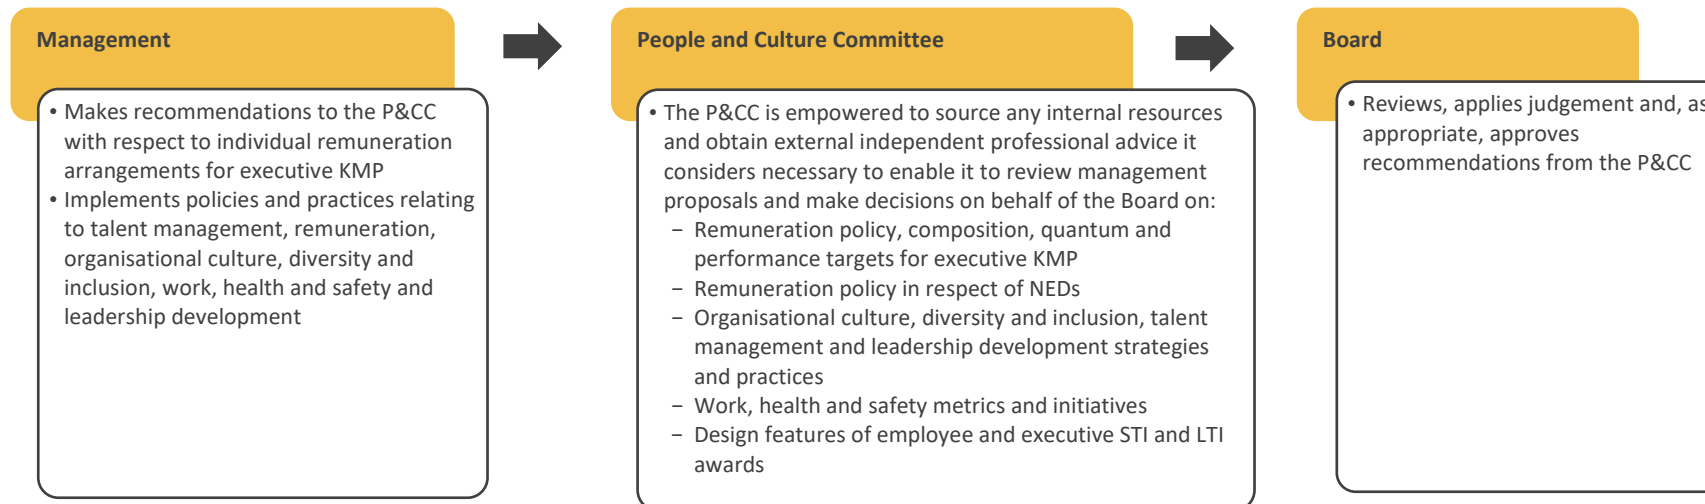 Management
• Makes recommendations to the P&CC
with respect to individual remuneration
arrangements for executive KMP
• Implements policies and practices relating
to talent management, remuneration,
organisational culture, diversity and
inclusion, work, health and safety and
leadership development
People and Culture Committee
• The P&CC is empowered to source any internal resources
and obtain external independent professional advice it
considers necessary to enable it to review management
proposals and make decisions on behalf of the Board on:
− Remuneration policy, composition, quantum and
performance targets for executive KMP
− Remuneration policy in respect of NEDs
− Organisational culture, diversity and inclusion, talent
management and leadership development strategies
and practices
− Work, health and safety metrics and initiatives
− Design features of employee and executive STI and LTI
awards
Board
• Reviews, applies judgement and, as
appropriate, approves
recommendations from the P&CC